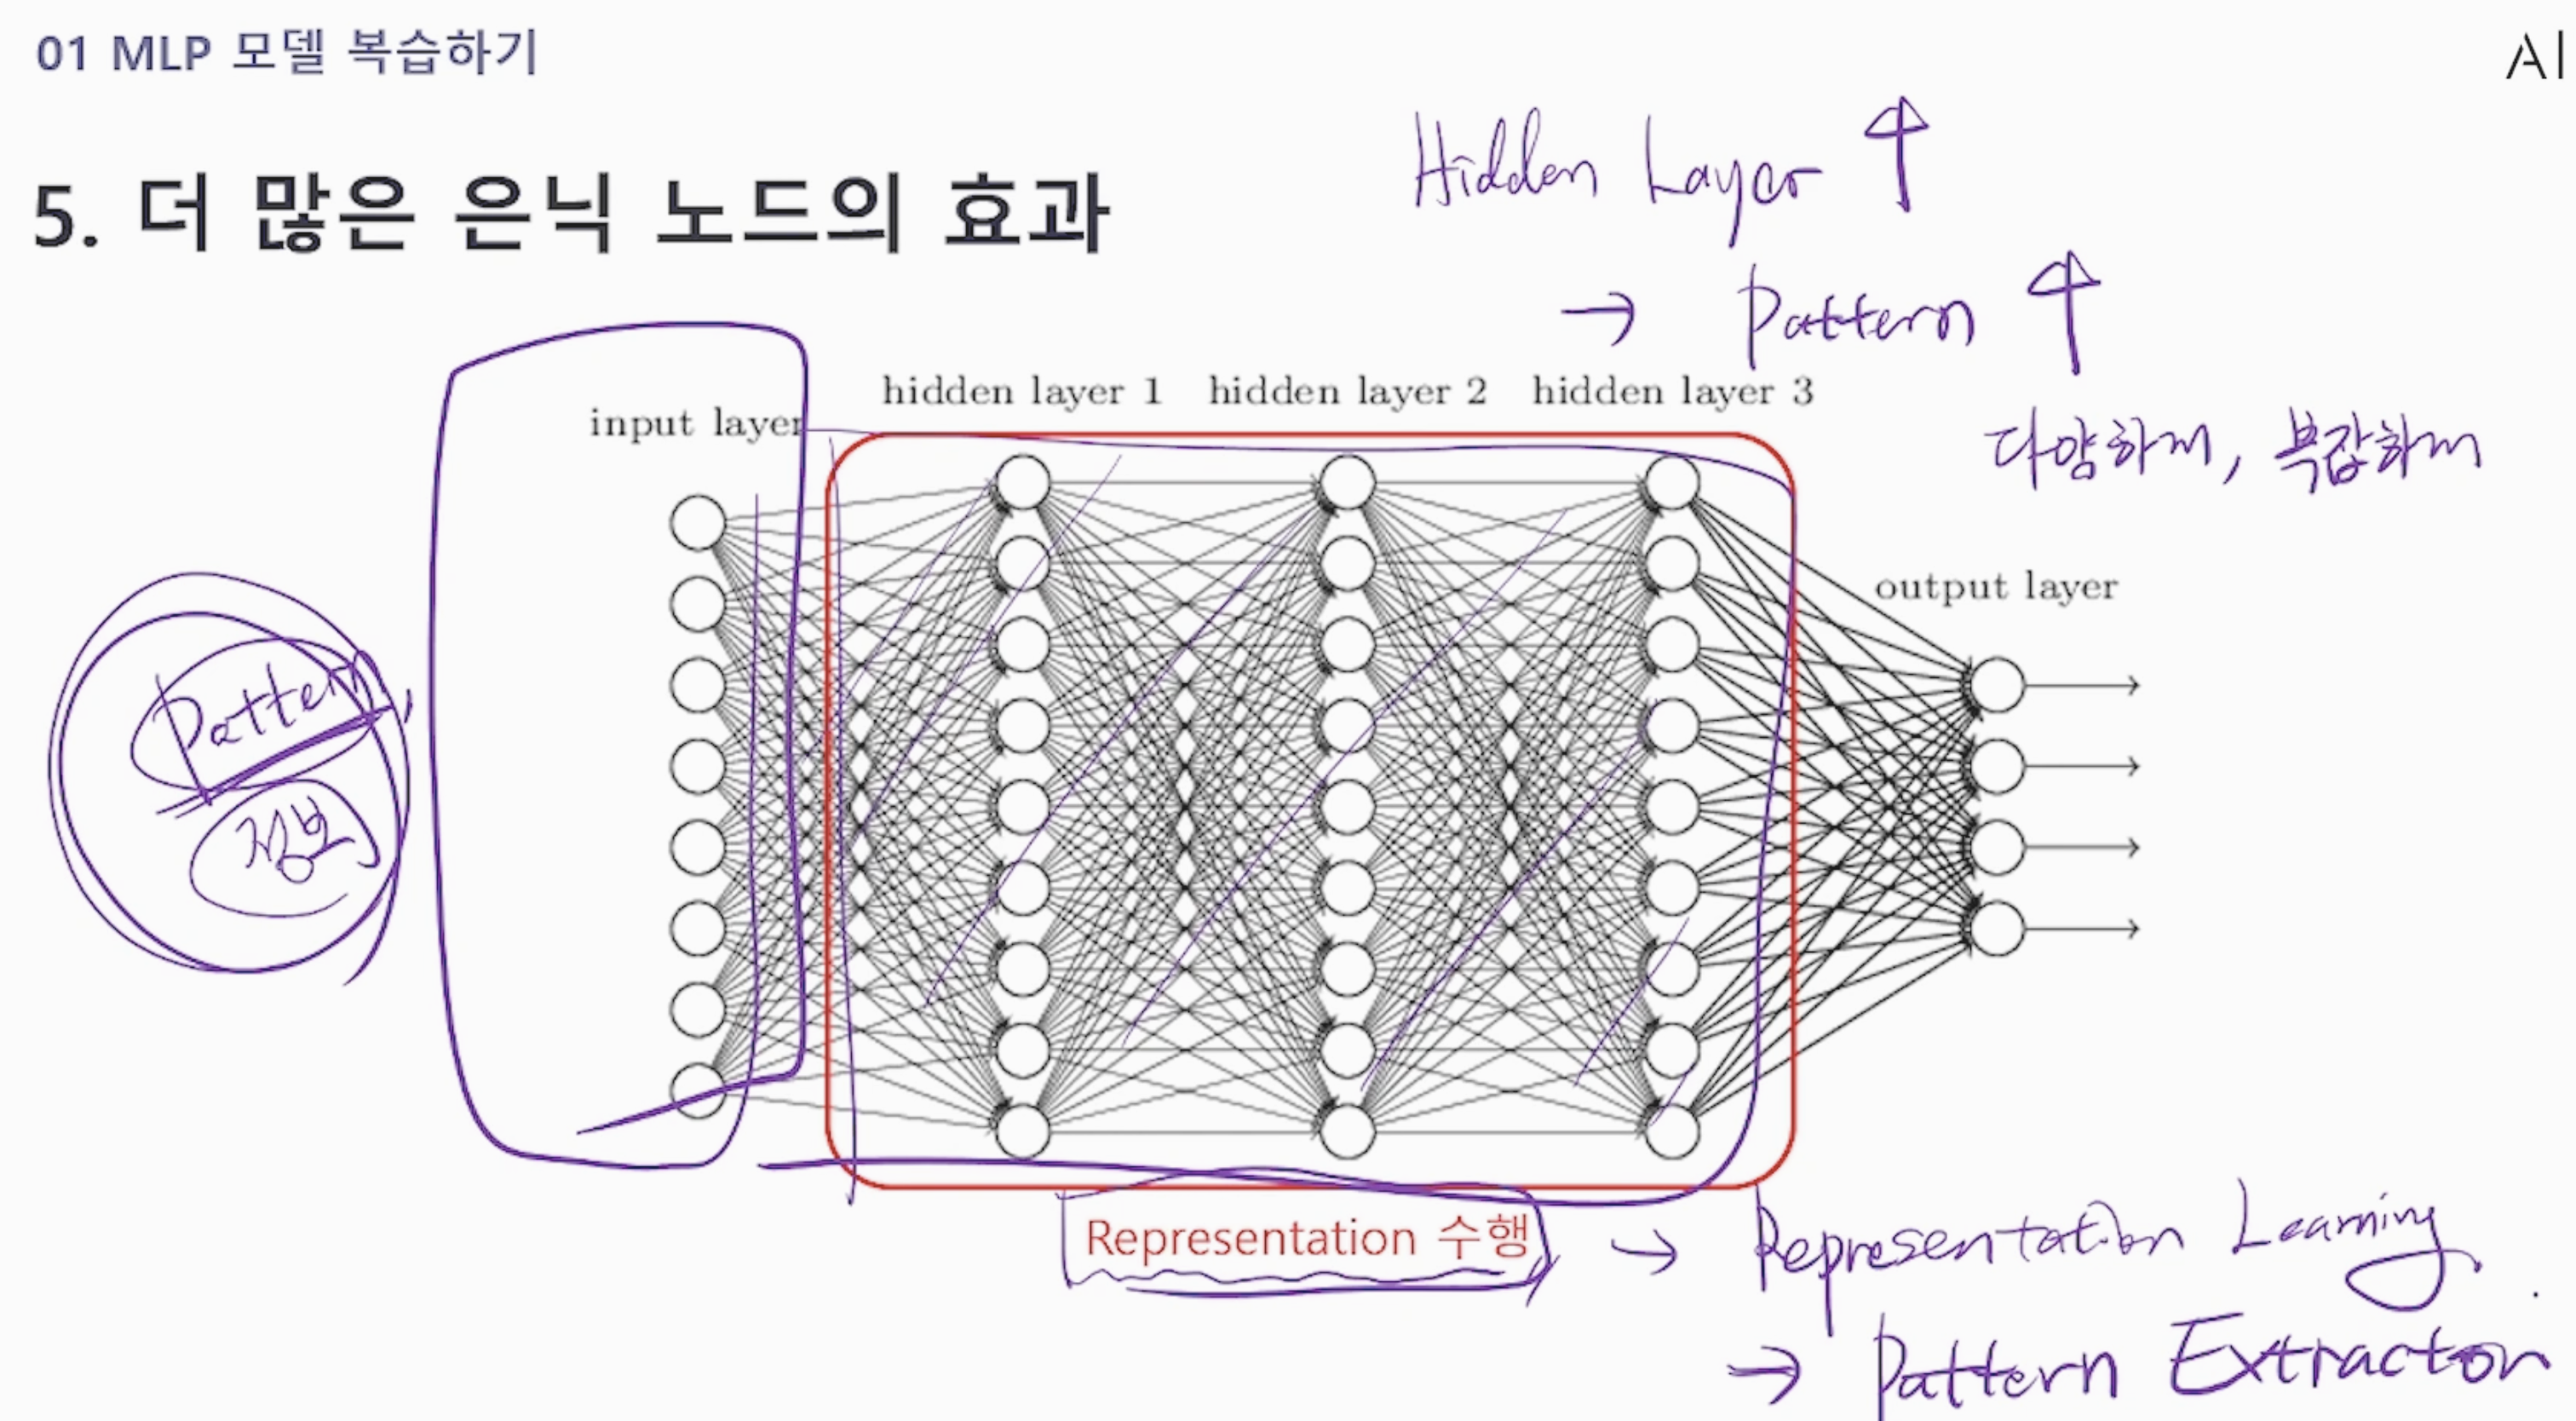 01 MLP 모델 복습하기
AI
5. 더 많은 은닉 노드의 효과
Hidden Layer ↑
→ Pattern ↑
다양하게, 복잡하게
input layer
hidden layer 1
hidden layer 2
hidden layer 3
output layer
Pattern
정보
Representation 수행
→ Representation Learning
→ Pattern Extractor